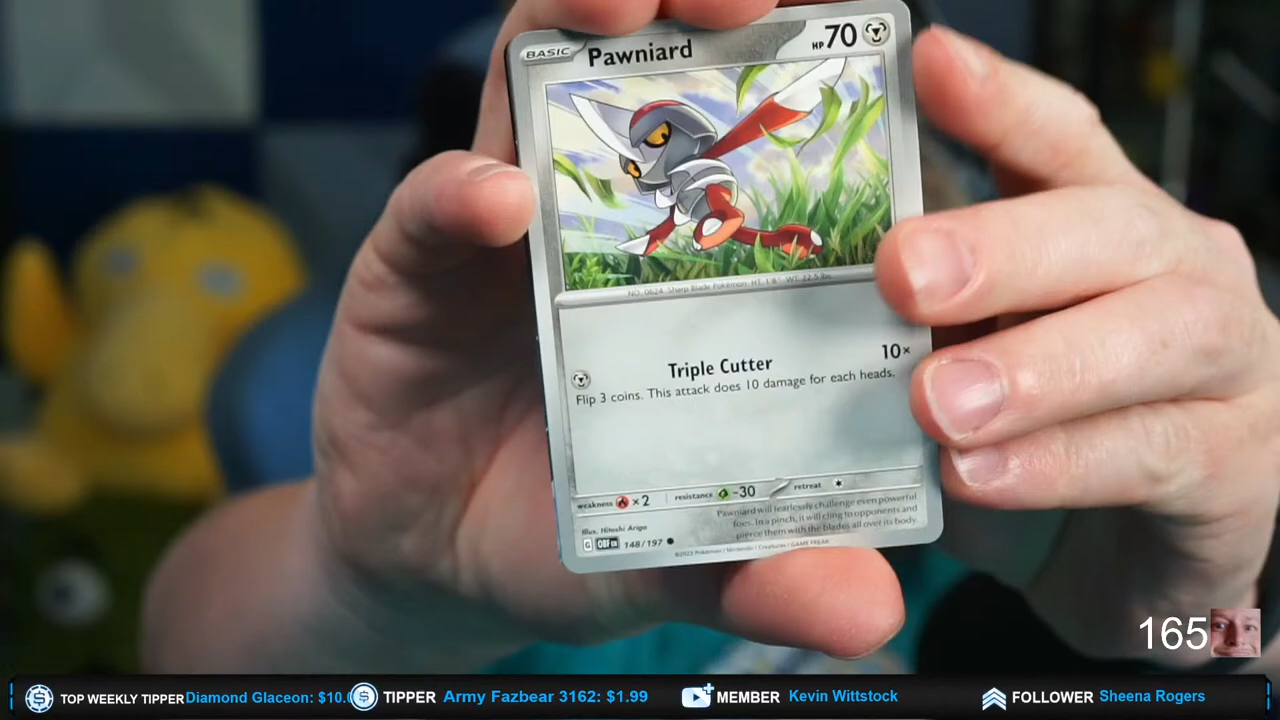 BASIC Pawniard HP 70
NO. 0624 Sharp Blade Pokémon HT. 1'8" WT. 22.5 lbs
Triple Cutter 10×
Flip 3 coins. This attack does 10 damage for each heads.
weakness ×2 resistance -30 retreat
Pawniard will fearlessly challenge even powerful
foes. In a pinch, it will cling to opponents and
pierce them with the blades all over its body.
Illus. Hitoshi Ariga
G OBF EN 148/197
©2023 Pokémon / Nintendo / Creatures / GAME FREAK
165
TOP WEEKLY TIPPER Diamond Glaceon: $10.0 TIPPER Army Fazbear 3162: $1.99 MEMBER Kevin Wittstock FOLLOWER Sheena Rogers